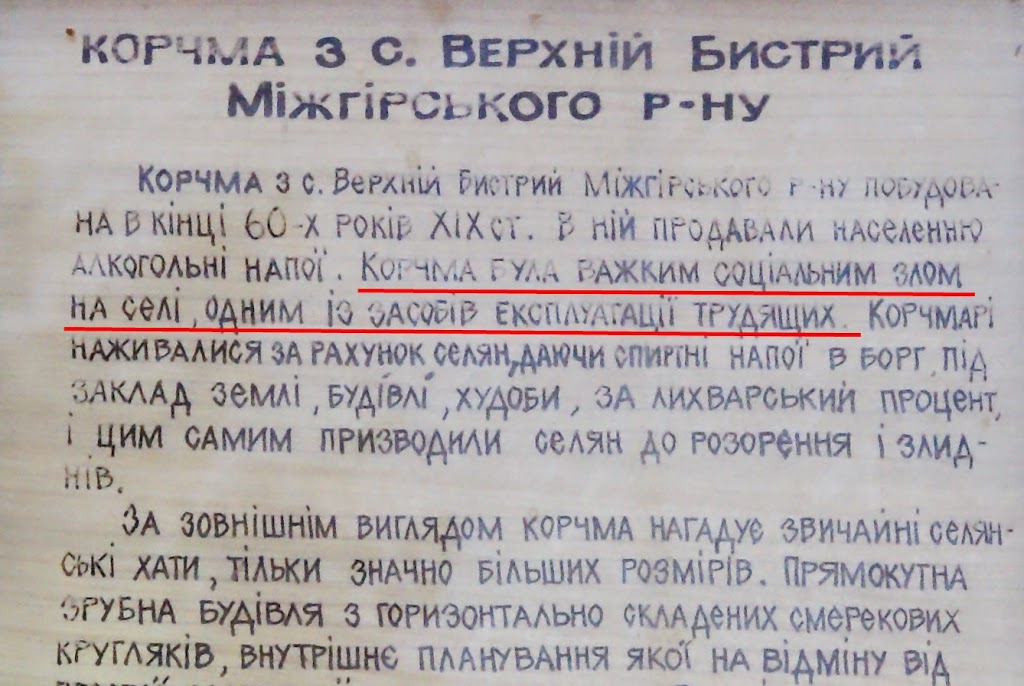 КОРЧМА З С. ВЕРХНІЙ БИСТРИЙ
МІЖГІРСЬКОГО Р-НУ
КОРЧМА З С. ВЕРХНІЙ БИСТРИЙ МІЖГІРСЬКОГО Р-НУ ПОБУДОВА-
НА В КІНЦІ 60-Х РОКІВ XIX СТ. В НІЙ ПРОДАВАЛИ НАСЕЛЕННЮ
АЛКОГОЛЬНІ НАПОЇ. КОРЧМА БУЛА ВАЖКИМ СОЦІАЛЬНИМ ЗЛОМ
НА СЕЛІ, ОДНИМ ІЗ ЗАСОБІВ ЕКСПЛУАТАЦІЇ ТРУДЯЩИХ. КОРЧМАРІ
НАЖИВАЛИСЯ ЗА РАХУНОК СЕЛЯН, ДАЮЧИ СПИРТНІ НАПОЇ В БОРГ, ПІД
ЗАКЛАД ЗЕМЛІ, БУДІВЛІ, ХУДОБИ, ЗА ЛИХВАРСЬКИЙ ПРОЦЕНТ,
І ЦИМ САМИМ ПРИЗВОДИЛИ СЕЛЯН ДО РОЗОРЕННЯ І ЗЛИД-
НІВ.
ЗА ЗОВНІШНІМ ВИГЛЯДОМ КОРЧМА НАГАДУЄ ЗВИЧАЙНІ СЕЛЯН-
СЬКІ ХАТИ, ТІЛЬКИ ЗНАЧНО БІЛЬШИХ РОЗМІРІВ. ПРЯМОКУТНА
ЗРУБНА БУДІВЛЯ З ГОРИЗОНТАЛЬНО СКЛАДЕНИХ СМЕРЕКОВИХ
КРУГЛЯКІВ, ВНУТРІШНЄ ПЛАНУВАННЯ ЯКОЇ НА ВІДМІНУ ВІД